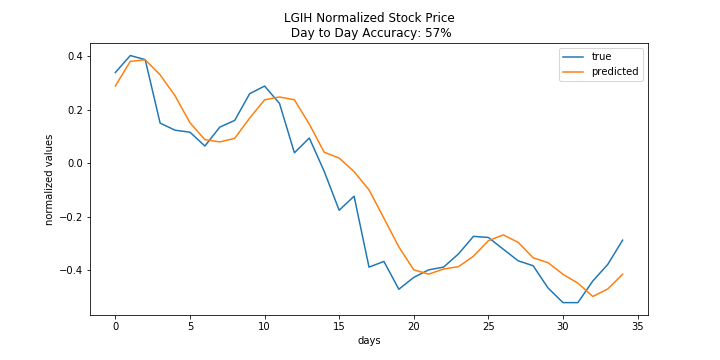 LGIH Normalized Stock Price
Day to Day Accuracy: 57%
true
predicted
normalized values
0.4
0.2
0.0
−0.2
−0.4
0 5 10 15 20 25 30 35
days